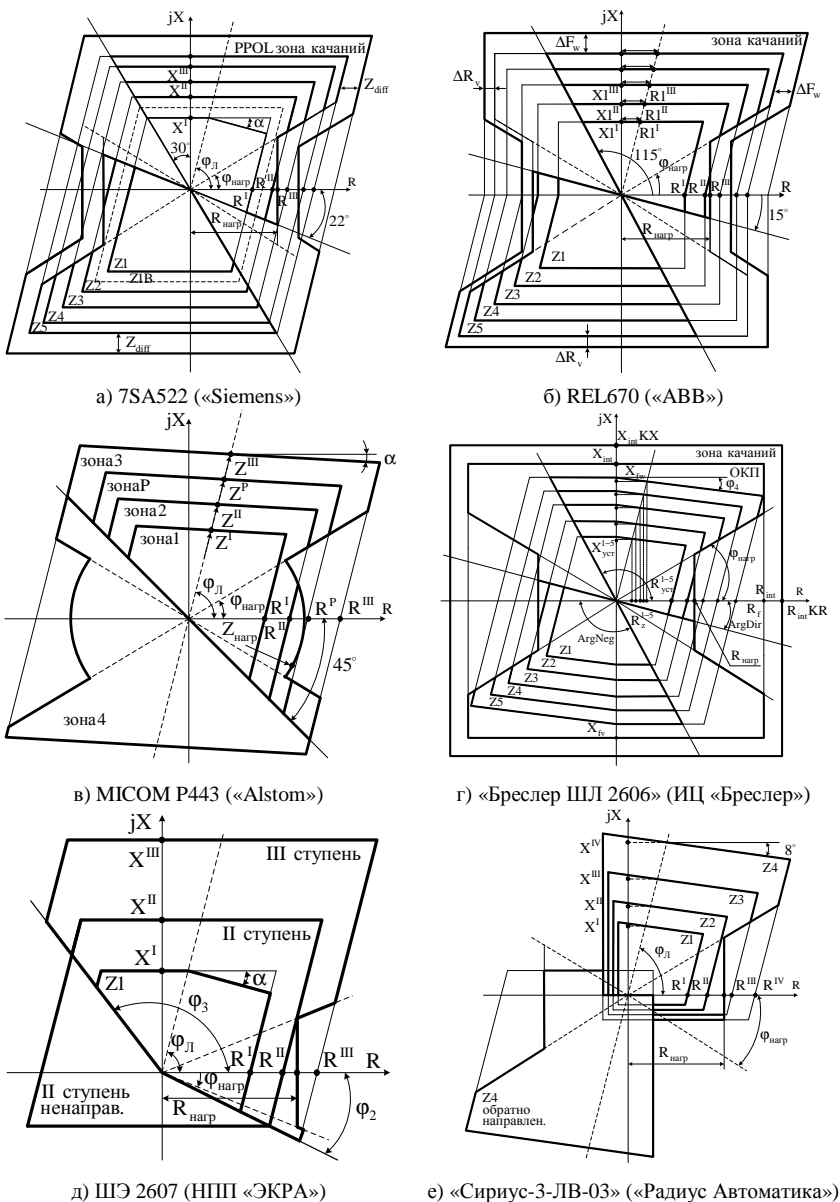 jX
PPOL зона качаний
X^III
X^II
X^I
Z_diff
α
30°
φ_Л
φ_нагр
R^I
R^II
R^III
R
R_нагр
22°
Z1
Z1B
Z2
Z3
Z4
Z5
Z_diff
а) 7SA522 («Siemens»)
jX
ΔF_w
зона качаний
ΔR_v
ΔF_w
X1^III
R1^III
X1^II
R1^II
X1^I
R1^I
115°
φ_нагр
R^I
R^II
R^III
R
15°
R_нагр
Z1
Z2
Z3
Z4
Z5
ΔR_v
б) REL670 («ABB»)
jX
зона3
Z^III
α
зонаP
Z^P
зона2
Z^II
зона1
Z^I
φ_Л
φ_нагр
R^I
R^P
R^III
R
R^II
Z_нагр
45°
зона4
в) MICOM P443 («Alstom»)
jX
X_int KX
зона качаний
X_int
X_fw
ОКП
φ_4
X_уст^1–5
φ_нагр
R_уст^1–5
R_int
R
R_z^1–5
R_f
R_int KR
ArgNeg
ArgDir
R_нагр
Z1
Z2
Z3
Z4
Z5
X_fv
г) «Бреслер ШЛ 2606» (ИЦ «Бреслер»)
jX
X^III
III ступень
X^II
II ступень
X^I
Z1
α
φ_3
φ_Л
R^I
R^II
R^III
R
φ_нагр
II ступень
ненаправ.
R_нагр
φ_2
д) ШЭ 2607 (НПП «ЭКРА»)
jX
X^IV
8°
Z4
X^III
Z3
X^II
Z2
X^I
Z1
φ_Л
R^I
R^II
R^III
R^IV
R
φ_нагр
R_нагр
Z4
обратно
направлен.
е) «Сириус-3-ЛВ-03» («Радиус Автоматика»)